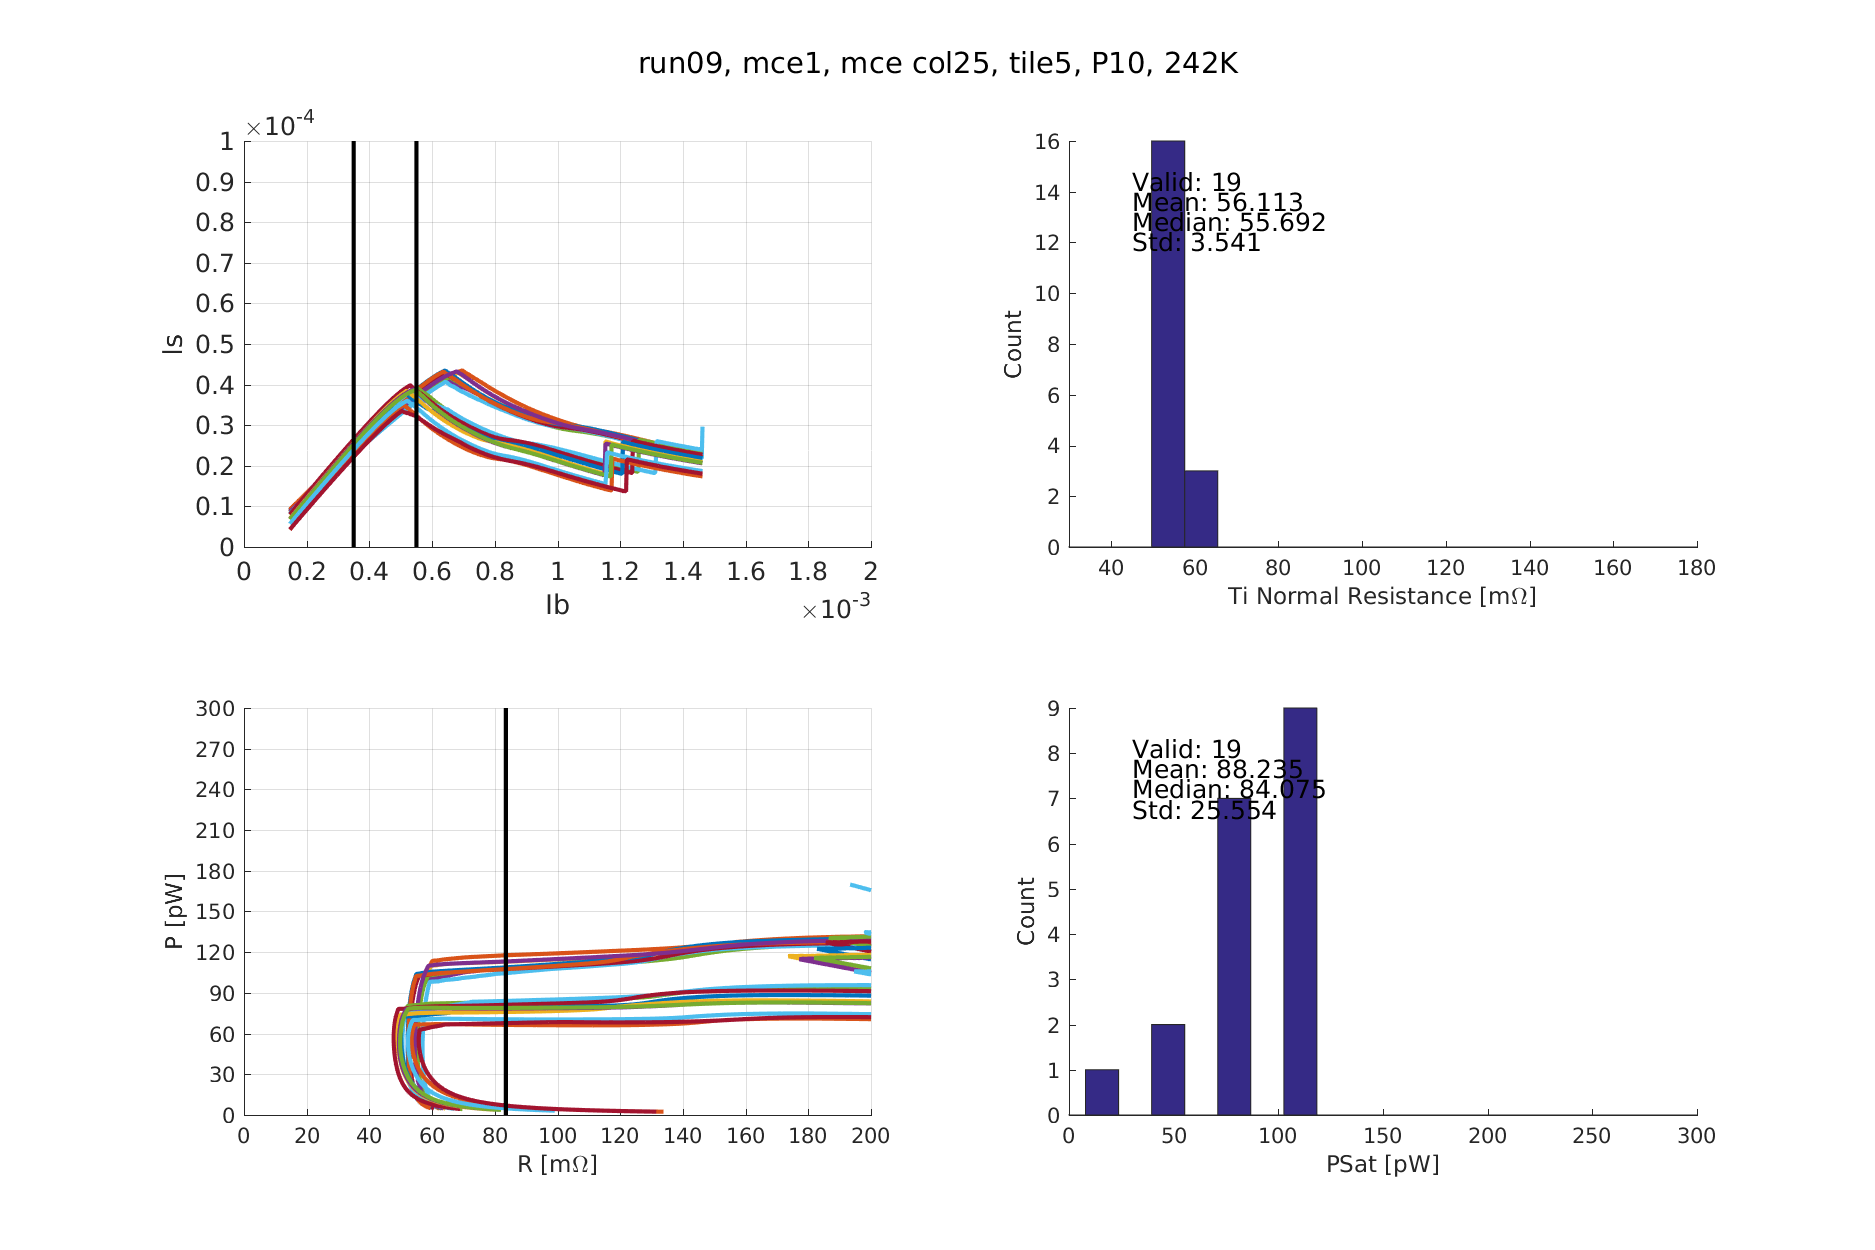 run09, mce1, mce col25, tile5, P10, 242K
×10-4
1
0.9
0.8
0.7
0.6
0.5
0.4
0.3
0.2
0.1
0
Is
0 0.2 0.4 0.6 0.8 1 1.2 1.4 1.6 1.8 2
Ib
×10-3
16
14
12
10
8
6
4
2
0
Count
Valid: 19
Mean: 56.113
Median: 55.692
Std: 3.541
40 60 80 100 120 140 160 180
Ti Normal Resistance [mΩ]
300
270
240
210
180
150
120
90
60
30
0
P [pW]
0 20 40 60 80 100 120 140 160 180 200
R [mΩ]
9
8
7
6
5
4
3
2
1
0
Count
Valid: 19
Mean: 88.235
Median: 84.075
Std: 25.554
0 50 100 150 200 250 300
PSat [pW]